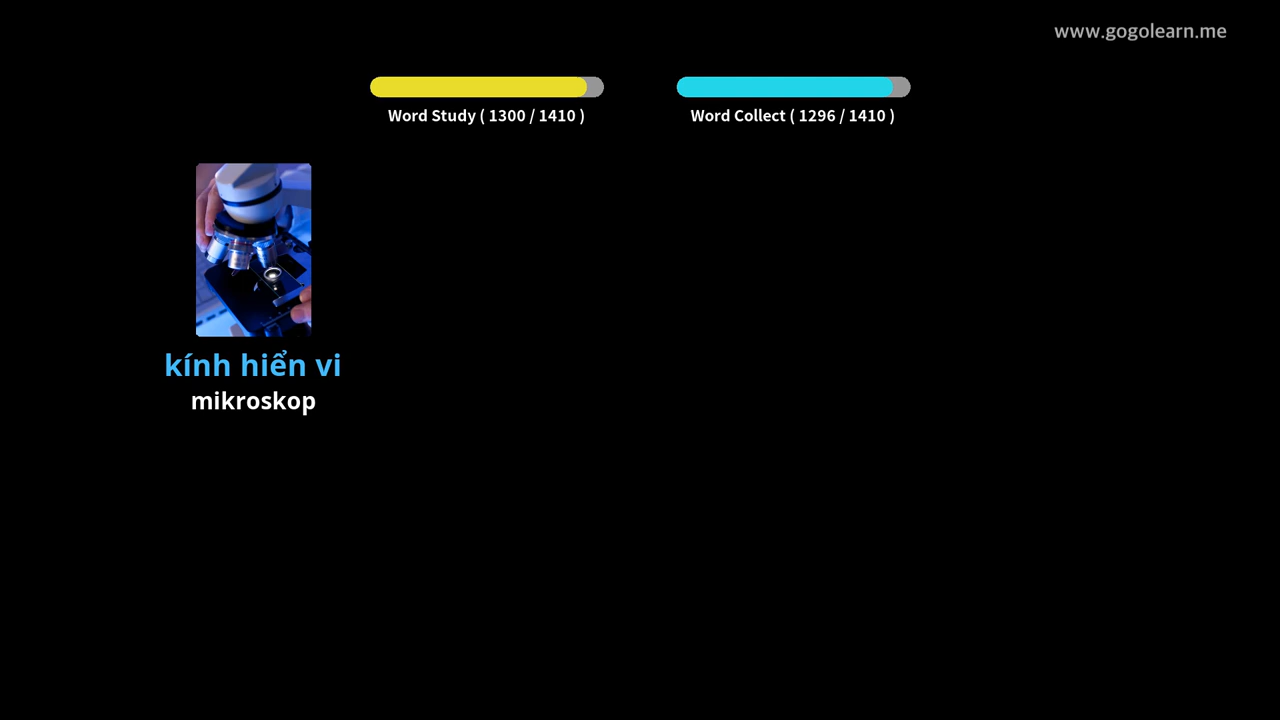 www.gogolearn.me
Word Study ( 1300 / 1410 )
Word Collect ( 1296 / 1410 )
kính hiển vi
mikroskop